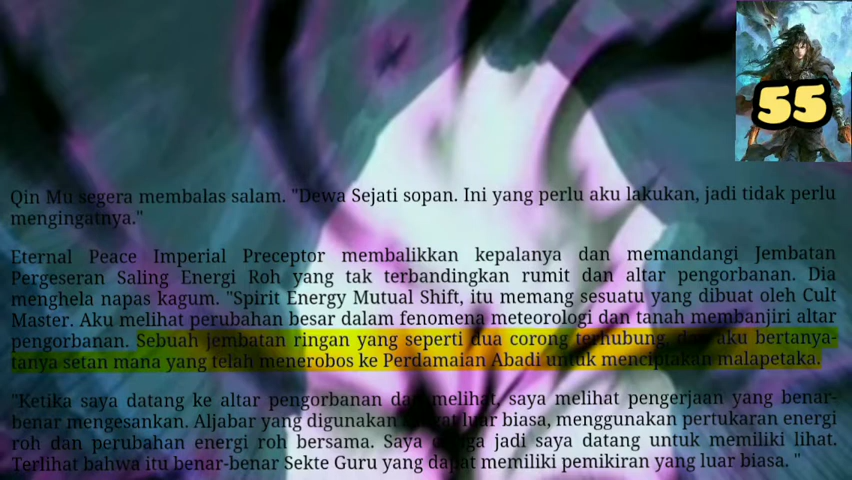 55
Qin Mu segera membalas salam. "Dewa Sejati sopan. Ini yang perlu aku lakukan, jadi tidak perlu
mengingatnya."
Eternal Peace Imperial Preceptor membalikkan kepalanya dan memandangi Jembatan
Pergeseran Saling Energi Roh yang tak terbandingkan rumit dan altar pengorbanan. Dia
menghela napas kagum. "Spirit Energy Mutual Shift, itu memang sesuatu yang dibuat oleh Cult
Master. Aku melihat perubahan besar dalam fenomena meteorologi dan tanah membanjiri altar
pengorbanan. Sebuah jembatan ringan yang seperti dua corong terhubung, dan aku bertanya-
tanya setan mana yang telah menerobos ke Perdamaian Abadi untuk menciptakan malapetaka.
"Ketika saya datang ke altar pengorbanan dan melihat, saya melihat pengerjaan yang benar-
benar mengesankan. Aljabar yang digunakan luar biasa, menggunakan pertukaran energi
roh dan perubahan energi roh bersama. Saya jadi saya datang untuk memiliki lihat.
Terlihat bahwa itu benar-benar Sekte Guru yang dapat memiliki pemikiran yang luar biasa. "